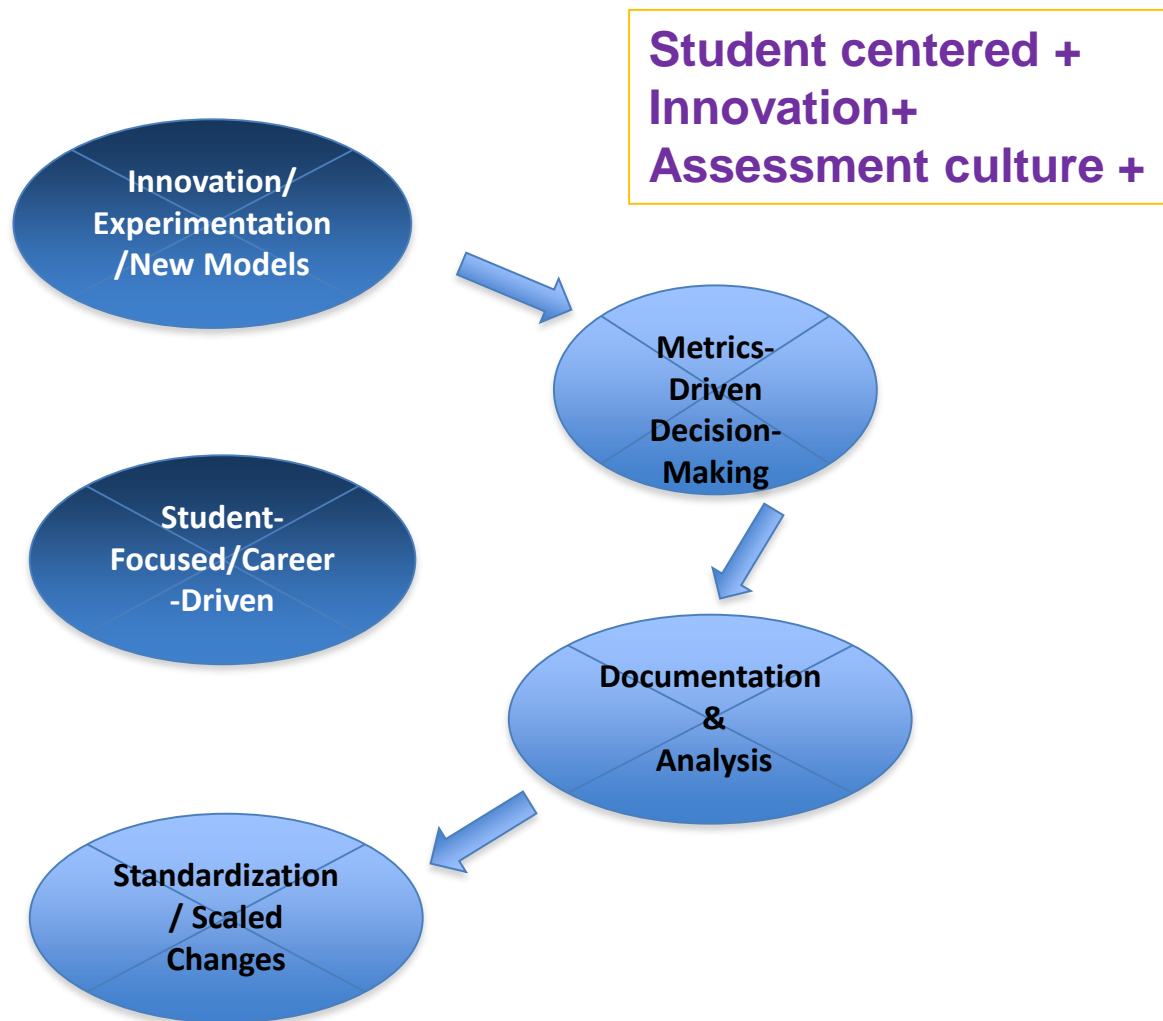 Student centered +
Innovation+
Assessment culture +
Innovation/
Experimentation
/New Models
Metrics-
Driven
Decision-
Making
Student-
Focused/Career
-Driven
Documentation
&
Analysis
Standardization
/ Scaled
Changes